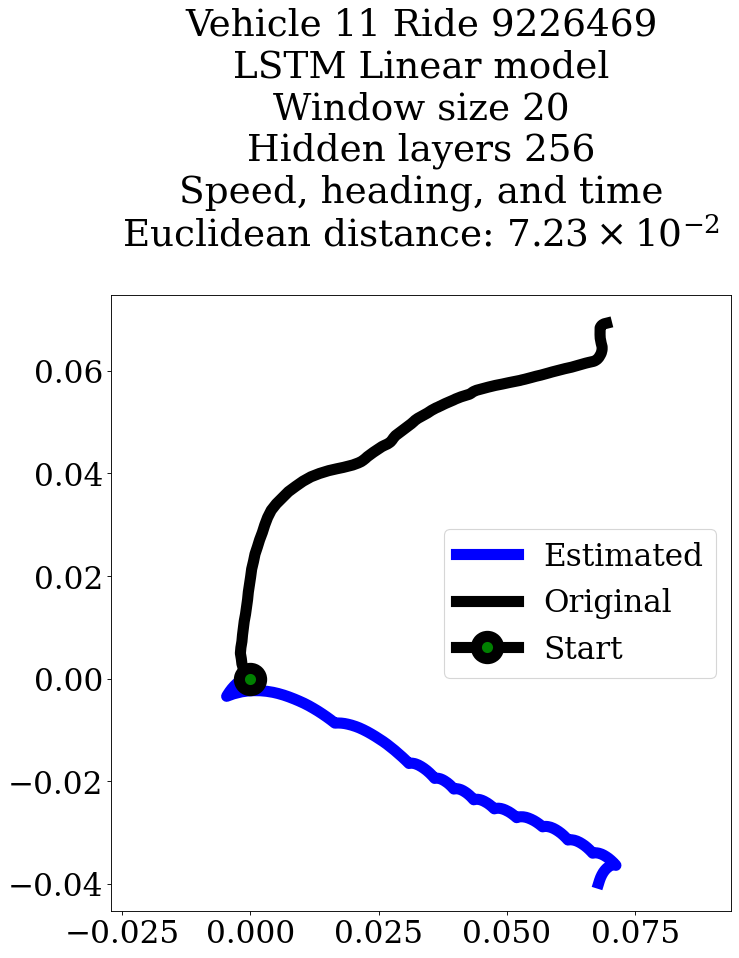 Vehicle 11 Ride 9226469
LSTM Linear model
Window size 20
Hidden layers 256
Speed, heading, and time
Euclidean distance: 7.23 × 10⁻²
0.06
0.04
0.02
0.00
−0.02
−0.04
Estimated
Original
Start
−0.025 0.000 0.025 0.050 0.075